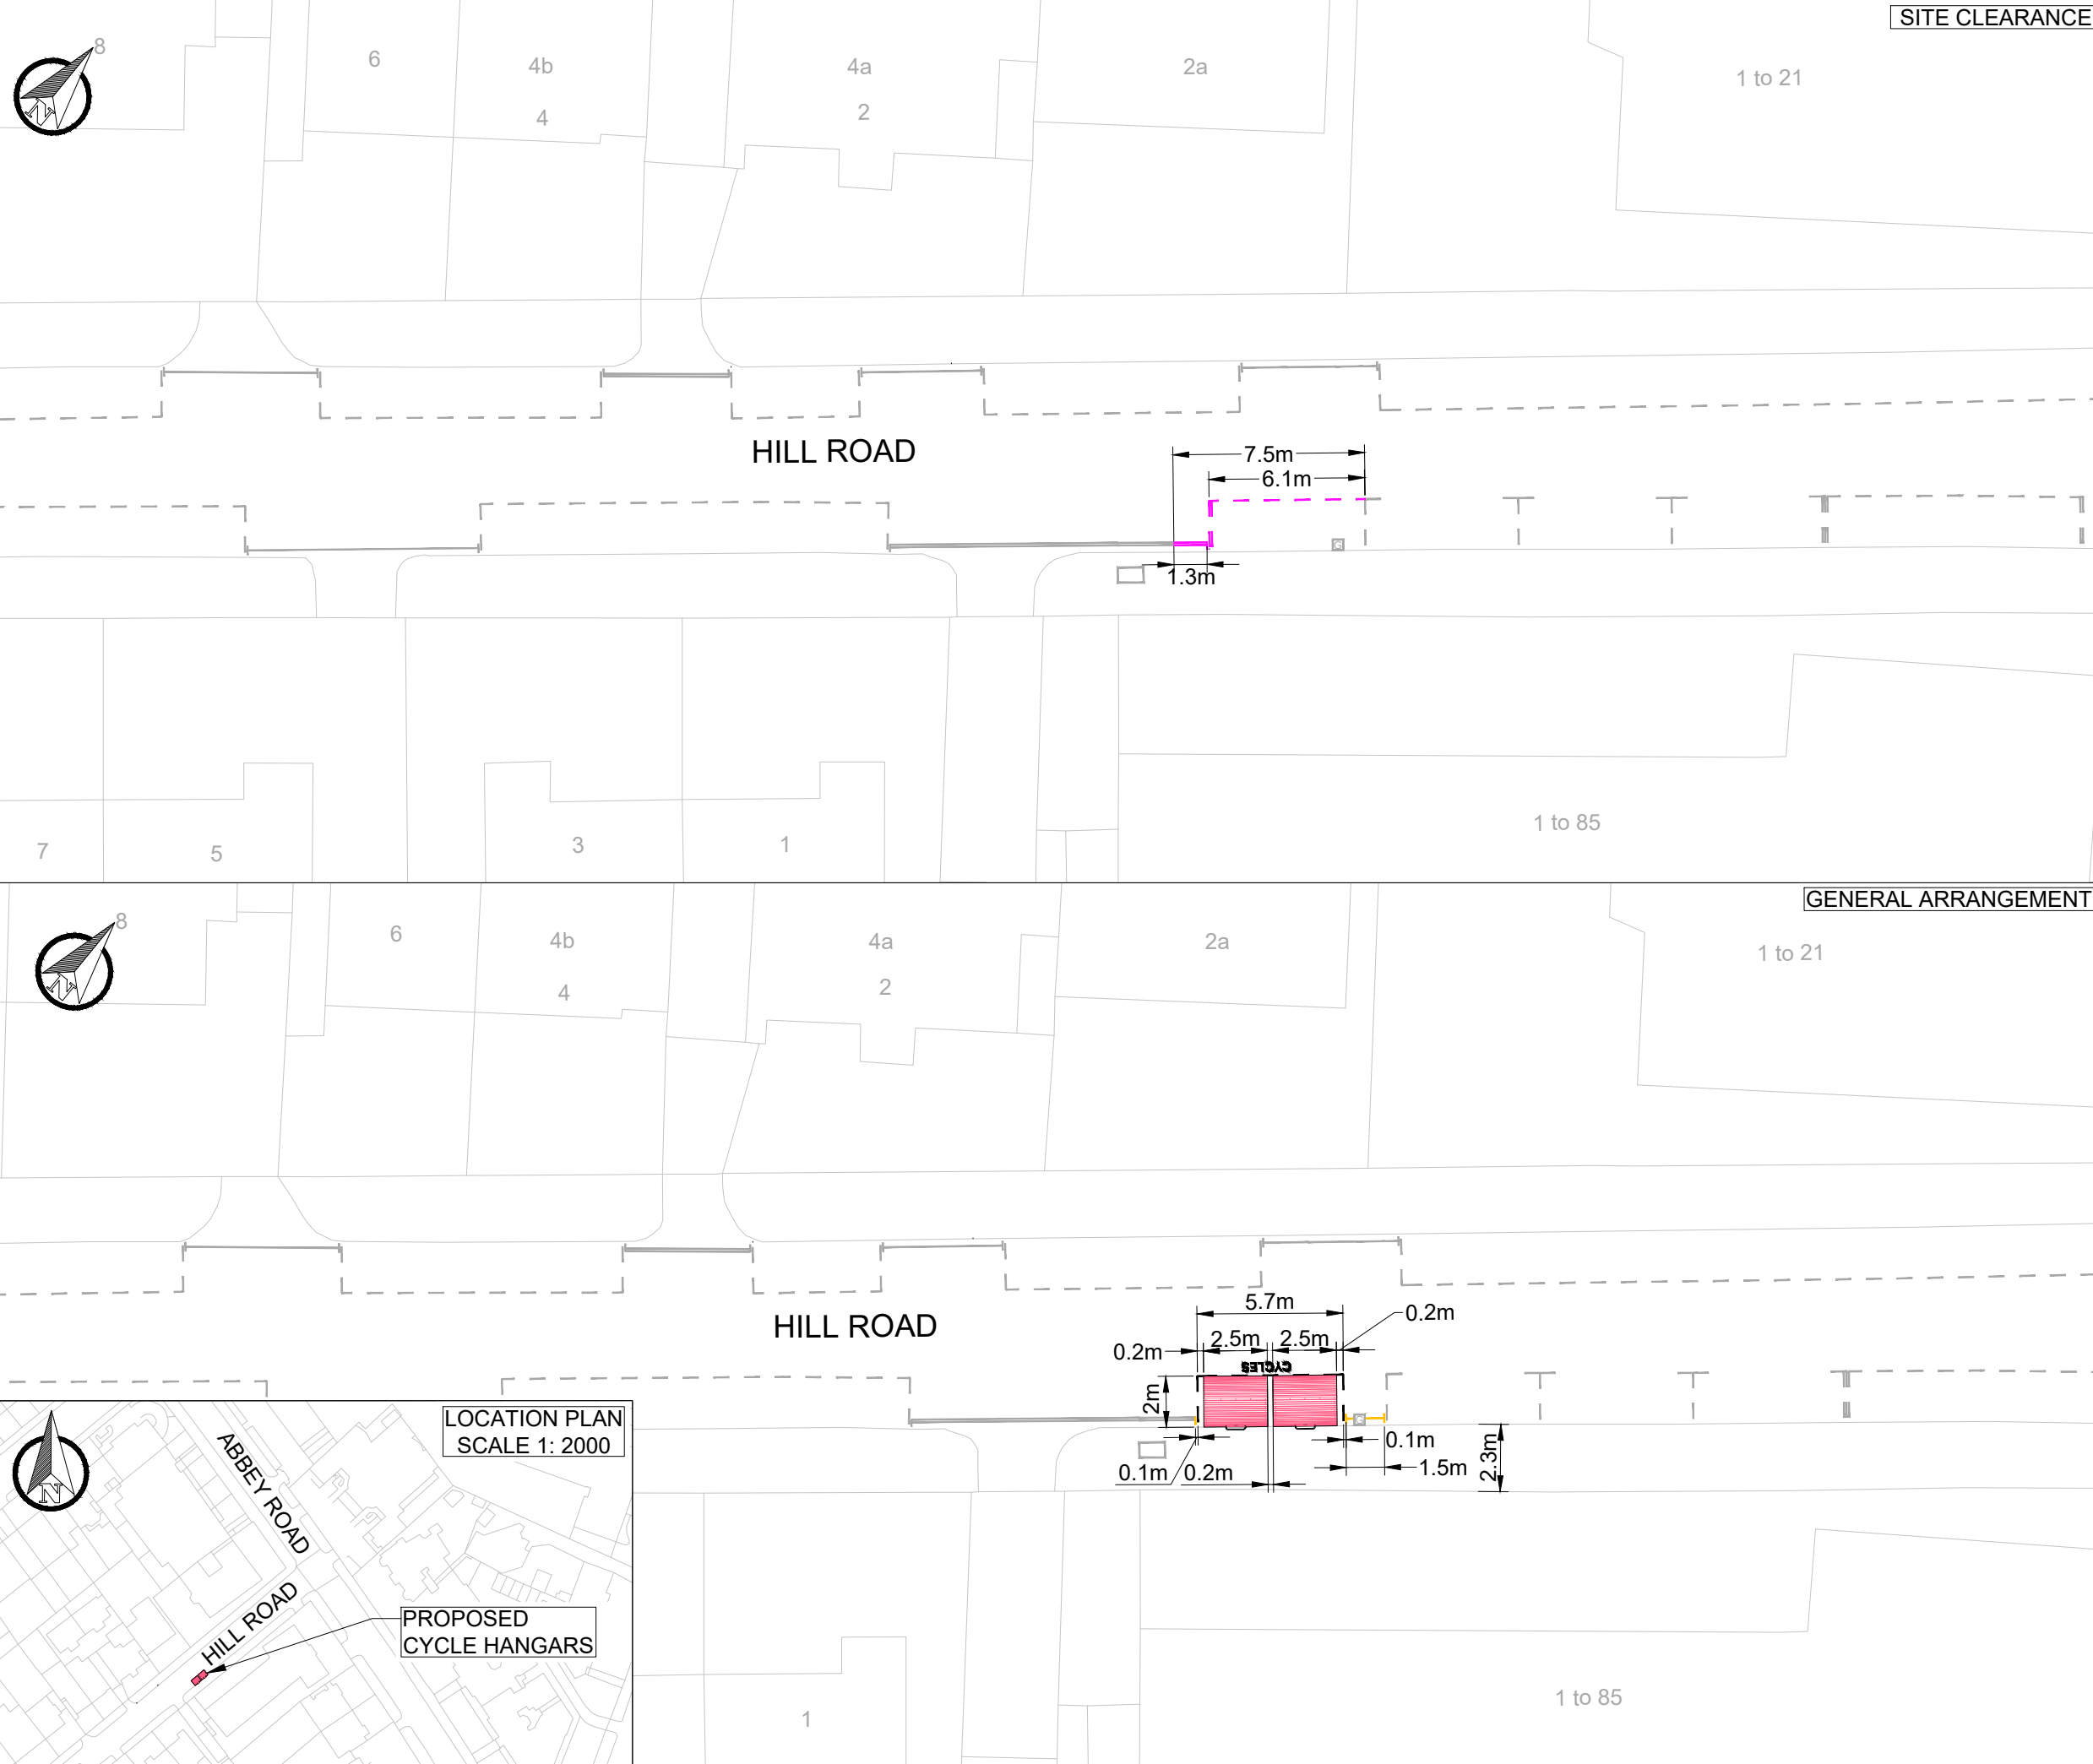 SITE CLEARANCE
8
6
4b
4a
2a
1 to 21
4
2
N
HILL ROAD
7.5m
6.1m
G
1.3m
7
5
3
1
1 to 85
GENERAL ARRANGEMENT
8
6
4b
4a
2a
1 to 21
4
2
N
HILL ROAD
5.7m
0.2m
0.2m
2.5m
2.5m
CYCLES
2m
G
0.1m
0.2m
0.1m
1.5m
2.3m
LOCATION PLAN
SCALE 1: 2000
N
ABBEY ROAD
HILL ROAD
PROPOSED
CYCLE HANGARS
1
1 to 85